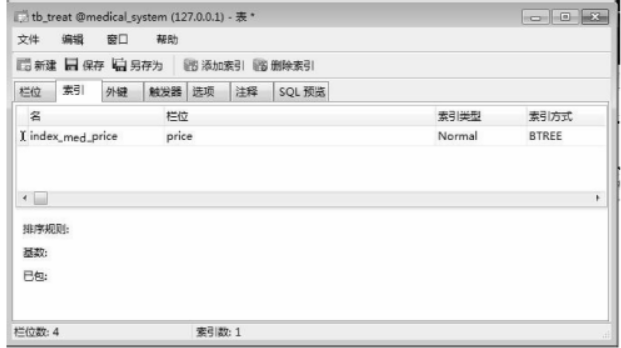 tb_treat @medical_system (127.0.0.1) - 表 *
文件 编辑 窗口 帮助
新建 保存 另存为 添加索引 删除索引
栏位 索引 外键 触发器 选项 注释 SQL 预览
名 栏位 索引类型 索引方式
index_med_price price Normal BTREE
排序规则:
基数:
已包:
栏位数: 4 索引数: 1